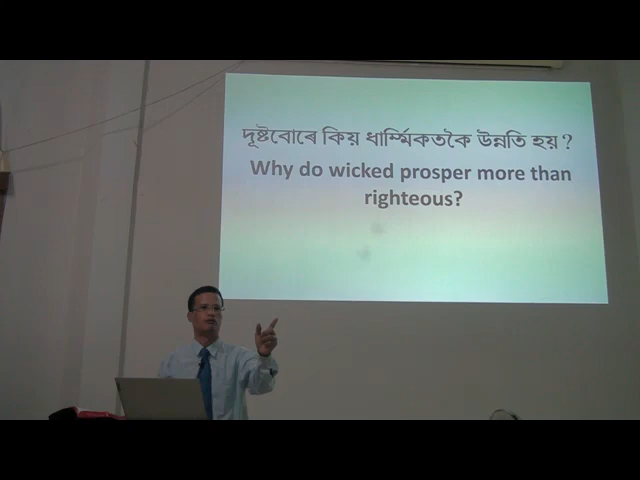 দুষ্টবোৰে কিয় ধাৰ্ম্মিকতকৈ উন্নতি হয় ?
Why do wicked prosper more than
righteous?